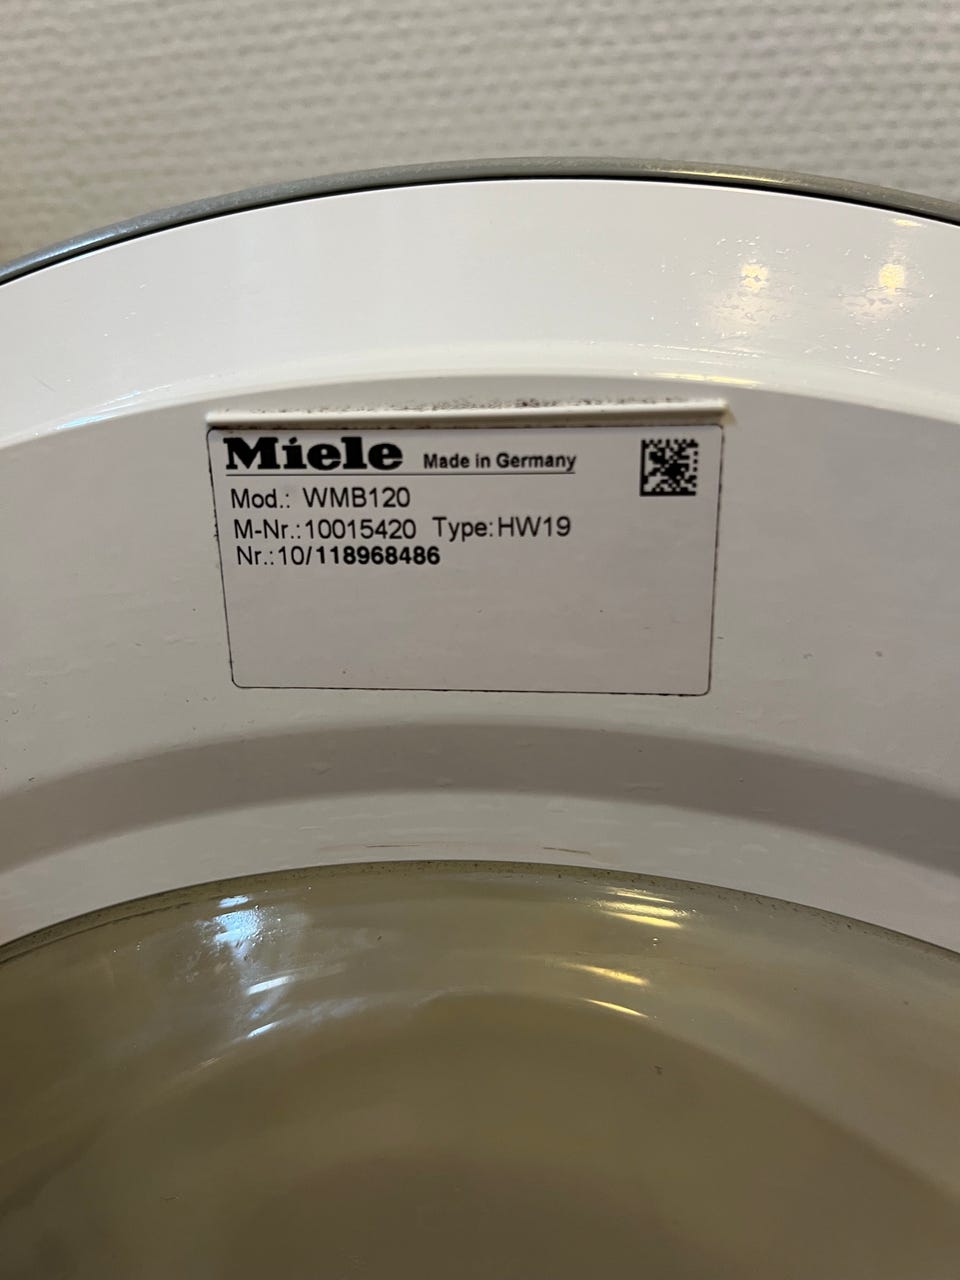 Miele Made in Germany
Mod.: WMB120
M-Nr.:10015420 Type:HW19
Nr.:10/118968486